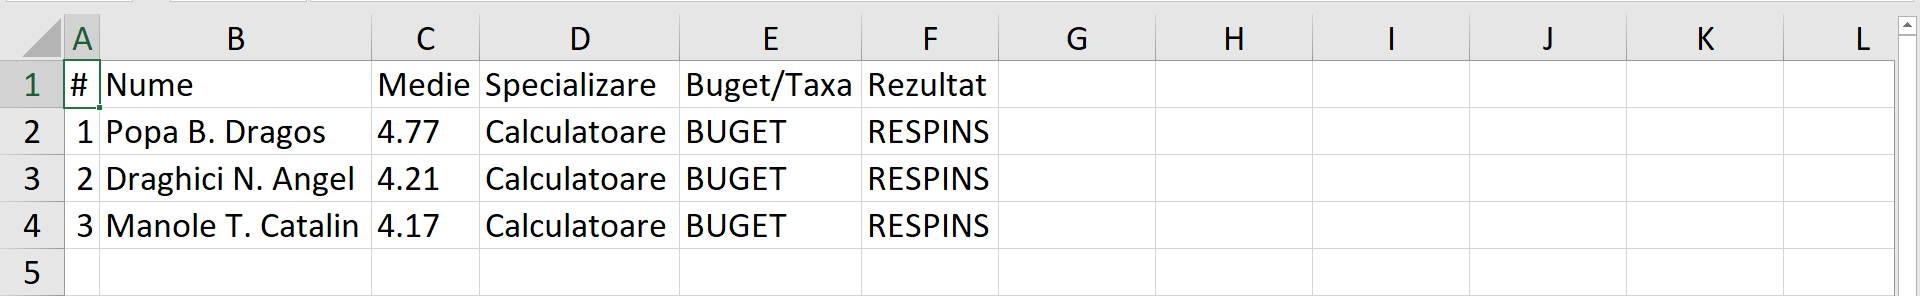 A B C D E F G H I J K L
1 # Nume Medie Specializare Buget/Taxa Rezultat
2 1 Popa B. Dragos 4.77 Calculatoare BUGET RESPINS
3 2 Draghici N. Angel 4.21 Calculatoare BUGET RESPINS
4 3 Manole T. Catalin 4.17 Calculatoare BUGET RESPINS
5